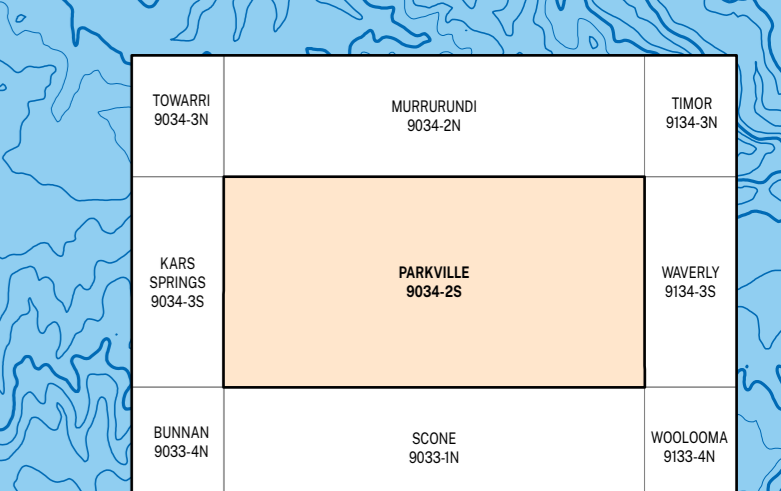 TOWARRI
9034-3N
MURRURUNDI
9034-2N
TIMOR
9134-3N
KARS
SPRINGS
9034-3S
PARKVILLE
9034-2S
WAVERLY
9134-3S
BUNNAN
9033-4N
SCONE
9033-1N
WOOLOOMA
9133-4N